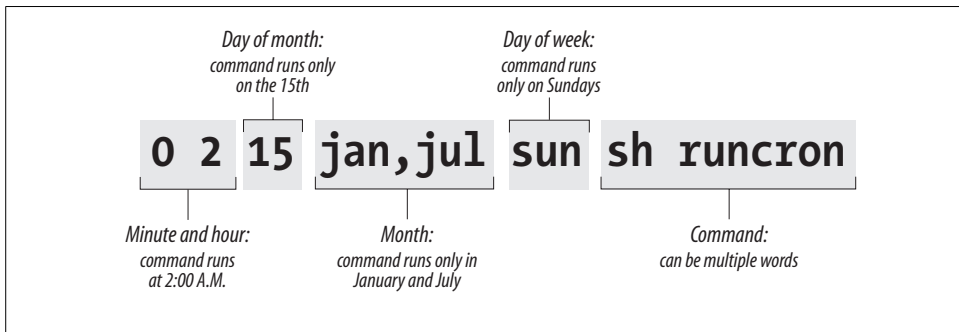 Day of month:
command runs only
on the 15th
Day of week:
command runs
only on Sundays
0 2 15 jan,jul sun sh runcron
Minute and hour:
command runs
at 2:00 A.M.
Month:
command runs only in
January and July
Command:
can be multiple words